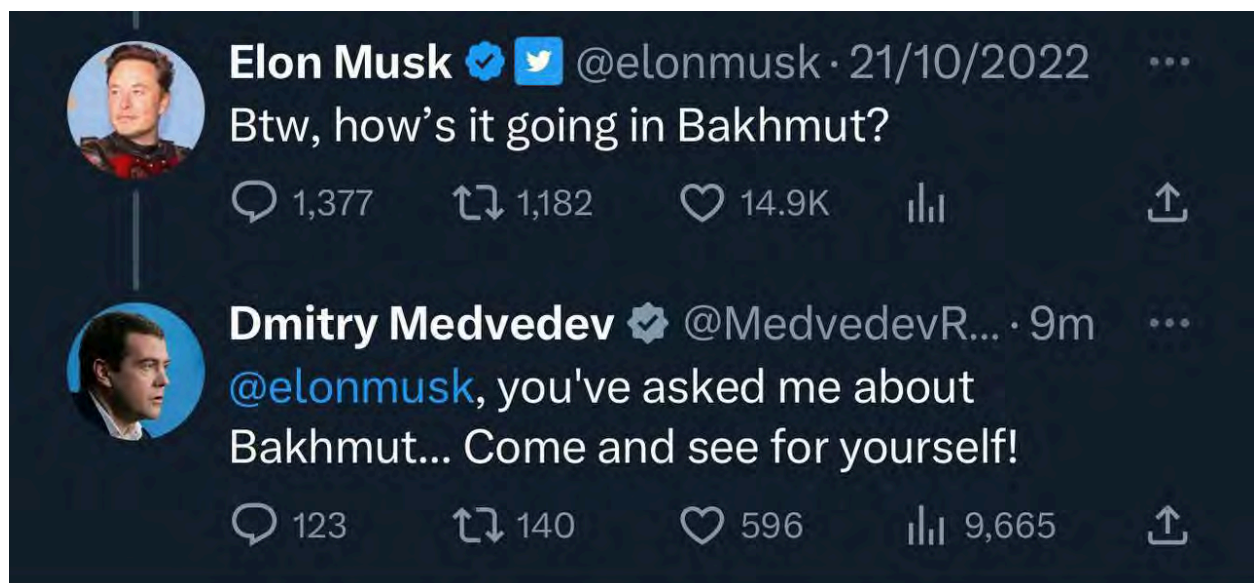 Elon Musk @elonmusk · 21/10/2022
Btw, how’s it going in Bakhmut?
1,377 1,182 14.9K
Dmitry Medvedev @MedvedevR... · 9m
@elonmusk, you've asked me about
Bakhmut... Come and see for yourself!
123 140 596 9,665